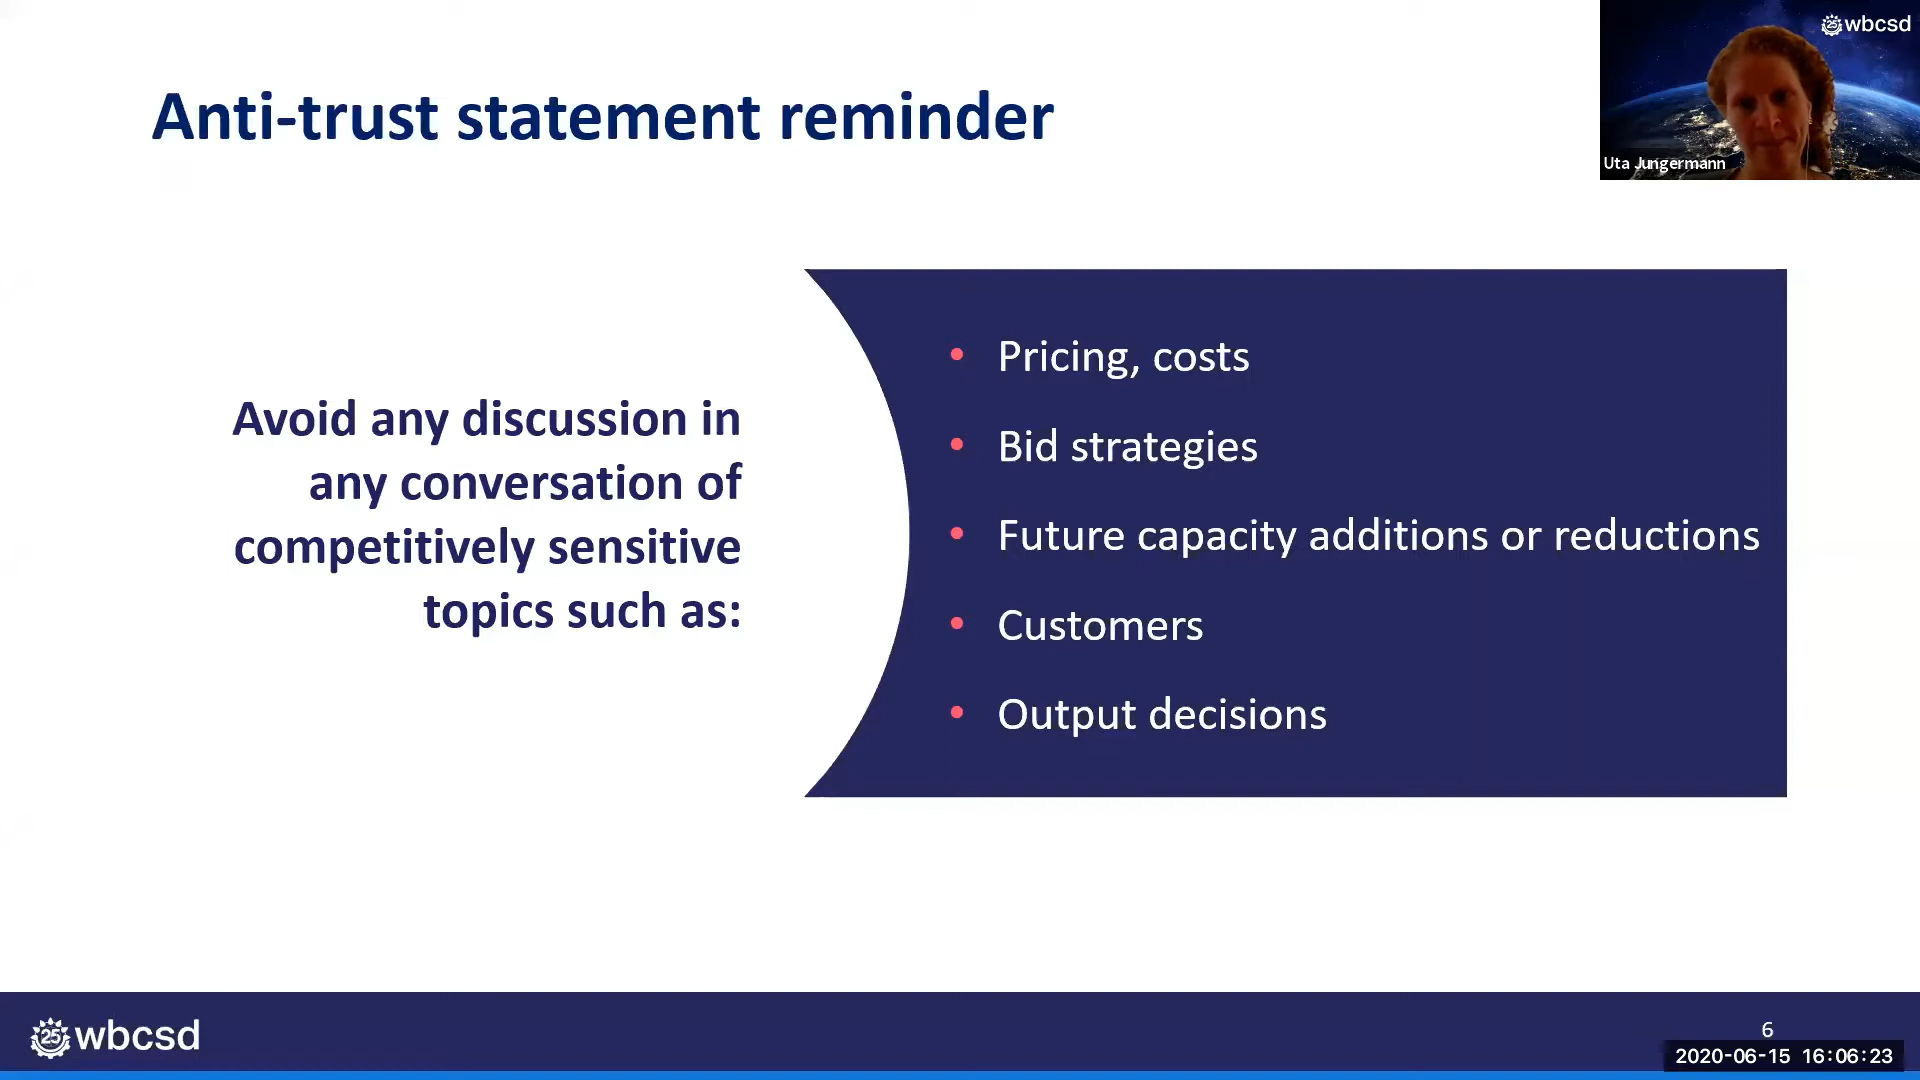 wbcsd
Anti-trust statement reminder
Uta Jungermann
Avoid any discussion in
any conversation of
competitively sensitive
topics such as:
• Pricing, costs
• Bid strategies
• Future capacity additions or reductions
• Customers
• Output decisions
25 wbcsd
6
2020-06-15 16:06:23